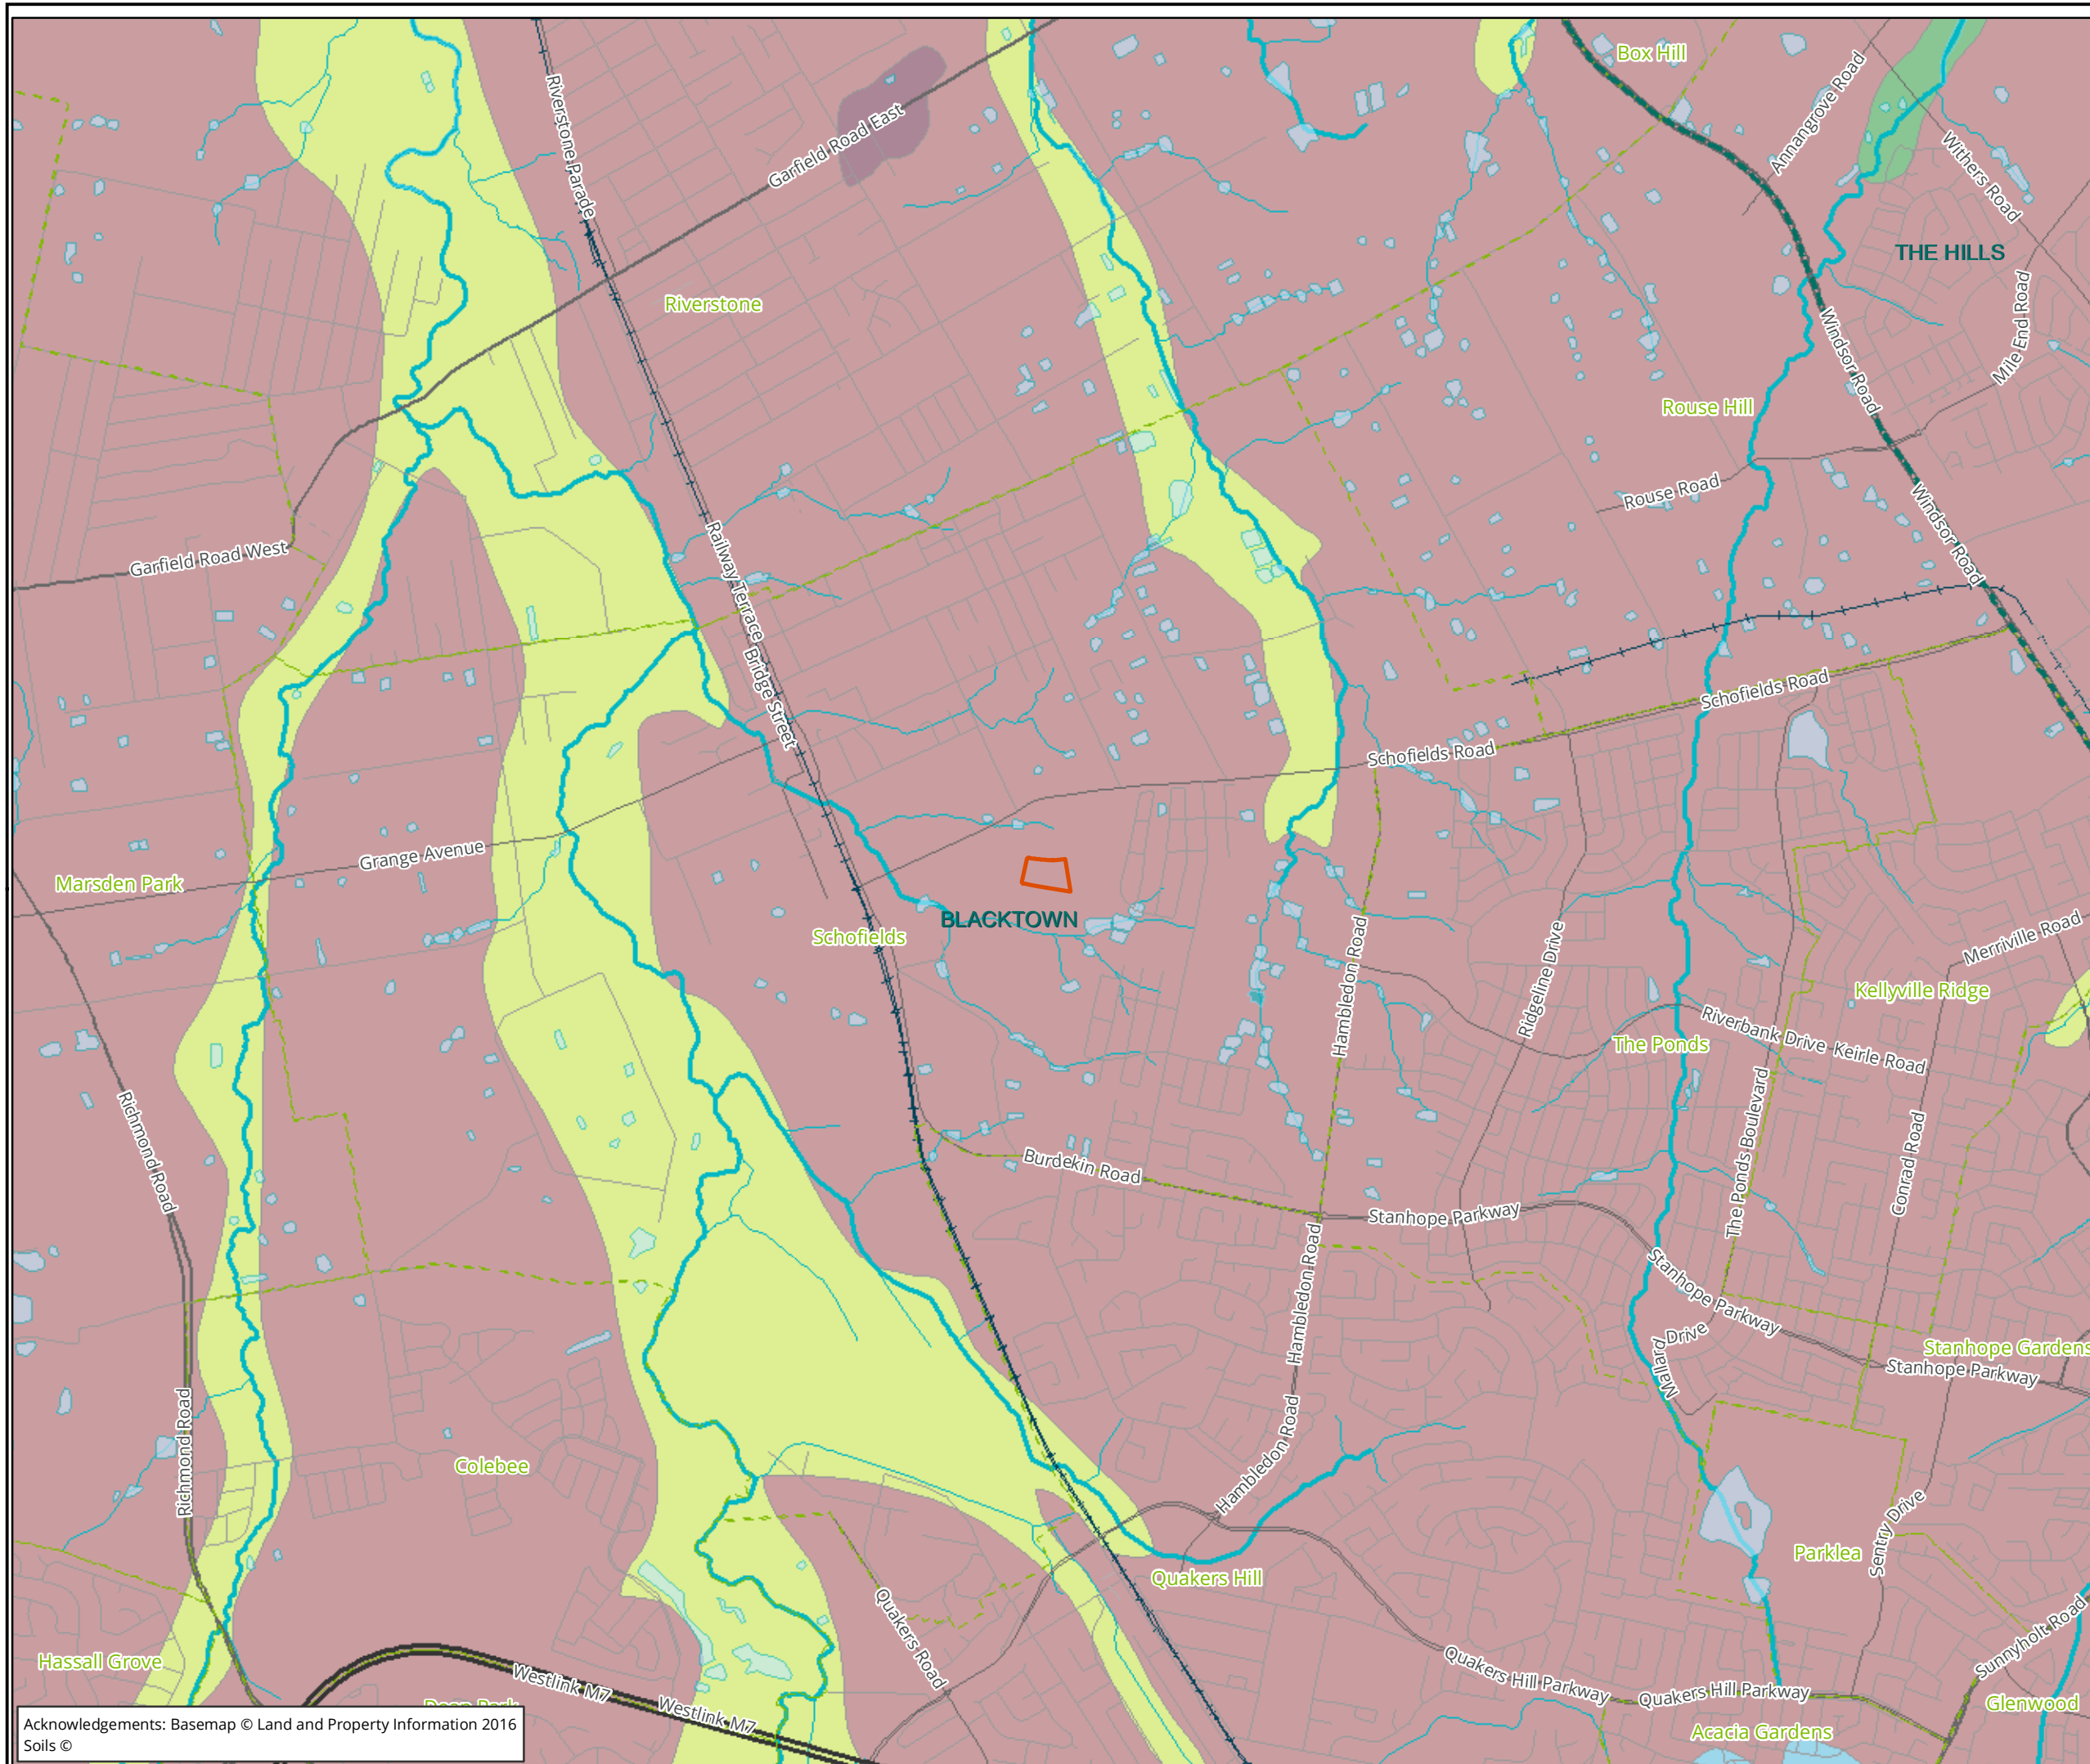 Box Hill
Annangrove Road
Riverstone Parade
Garfield Road East
Withers Road
THE HILLS
Riverstone
Mile End Road
Windsor Road
Rouse Hill
Rouse Road
Windsor Road
Garfield Road West
Railway Terrace
Bridge Street
Schofields Road
Schofields Road
Grange Avenue
Marsden Park
BLACKTOWN
Schofields
Hambledon Road
Ridgeline Drive
Merriville Road
Kellyville Ridge
Riverbank Drive
Keirle Road
The Ponds
Richmond Road
The Ponds Boulevard
Conrad Road
Burdekin Road
Stanhope Parkway
Hambledon Road
Stanhope Parkway
Mallard Drive
Stanhope Gardens
Stanhope Parkway
Richmond Road
Hambledon Road
Colebee
Sentry Drive
Parklea
Quakers Hill
Quakers Road
Sunnyholt Road
Hassall Grove
Westlink M7
Westlink M7
Quakers Hill Parkway
Quakers Hill Parkway
Glenwood
Acacia Gardens
Acknowledgements: Basemap © Land and Property Information 2016
Soils ©